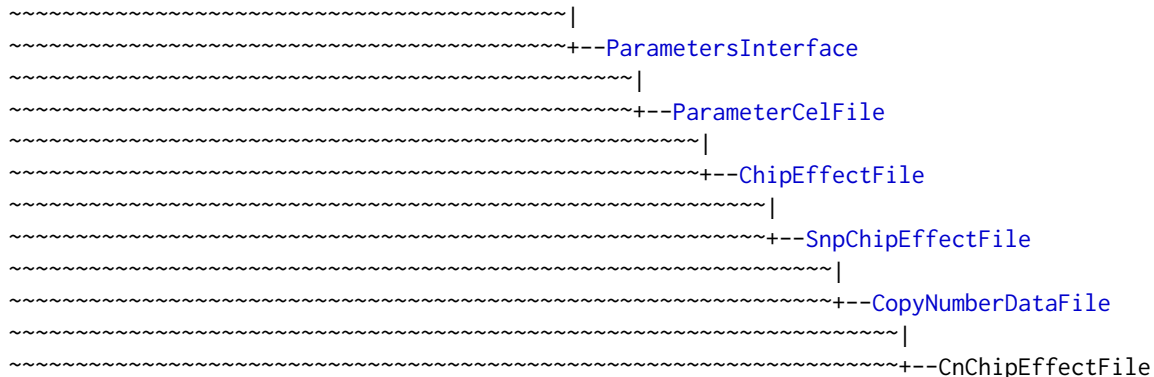 ~~~~~~~~~~~~~~~~~~~~~~~~~~~~~~~~~~~~~~~~~~|
~~~~~~~~~~~~~~~~~~~~~~~~~~~~~~~~~~~~~~~~~~+--ParametersInterface
~~~~~~~~~~~~~~~~~~~~~~~~~~~~~~~~~~~~~~~~~~~~~~~|
~~~~~~~~~~~~~~~~~~~~~~~~~~~~~~~~~~~~~~~~~~~~~~~+--ParameterCelFile
~~~~~~~~~~~~~~~~~~~~~~~~~~~~~~~~~~~~~~~~~~~~~~~~~~~~|
~~~~~~~~~~~~~~~~~~~~~~~~~~~~~~~~~~~~~~~~~~~~~~~~~~~~+--ChipEffectFile
~~~~~~~~~~~~~~~~~~~~~~~~~~~~~~~~~~~~~~~~~~~~~~~~~~~~~~~~~|
~~~~~~~~~~~~~~~~~~~~~~~~~~~~~~~~~~~~~~~~~~~~~~~~~~~~~~~~~+--SnpChipEffectFile
~~~~~~~~~~~~~~~~~~~~~~~~~~~~~~~~~~~~~~~~~~~~~~~~~~~~~~~~~~~~~~|
~~~~~~~~~~~~~~~~~~~~~~~~~~~~~~~~~~~~~~~~~~~~~~~~~~~~~~~~~~~~~~+--CopyNumberDataFile
~~~~~~~~~~~~~~~~~~~~~~~~~~~~~~~~~~~~~~~~~~~~~~~~~~~~~~~~~~~~~~~~~~~|
~~~~~~~~~~~~~~~~~~~~~~~~~~~~~~~~~~~~~~~~~~~~~~~~~~~~~~~~~~~~~~~~~~~+--CnChipEffectFile